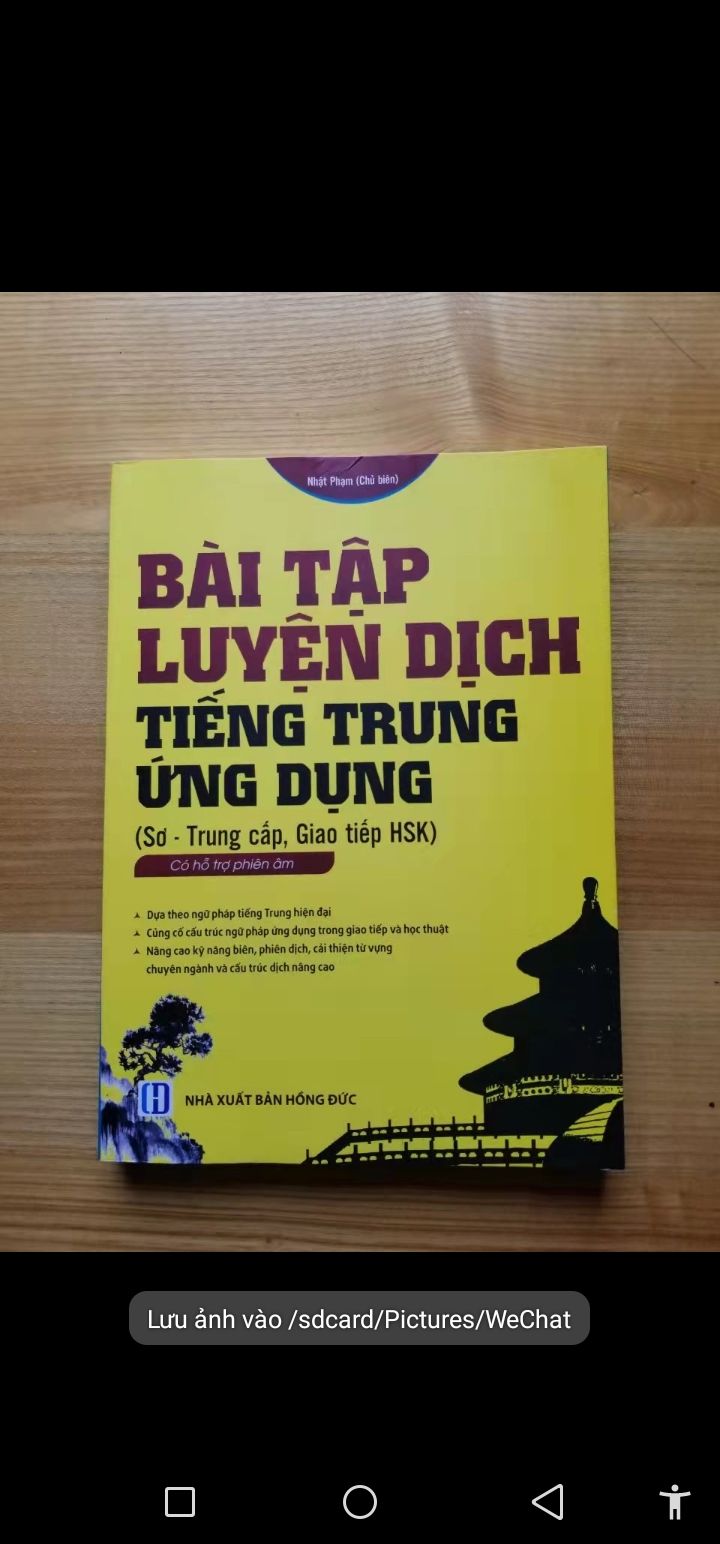 Nhật Phạm (Chủ biên)
BÀI TẬP
LUYỆN DỊCH
TIẾNG TRUNG
ỨNG DỤNG
(Sơ - Trung cấp, Giao tiếp HSK)
Có hỗ trợ phiên âm
Dựa theo ngữ pháp tiếng Trung hiện đại
Củng cố cấu trúc ngữ pháp ứng dụng trong giao tiếp và học thuật
Nâng cao kỹ năng biên, phiên dịch, cải thiện từ vựng
chuyên ngành và cấu trúc dịch nâng cao
NHÀ XUẤT BẢN HỒNG ĐỨC
Lưu ảnh vào /sdcard/Pictures/WeChat